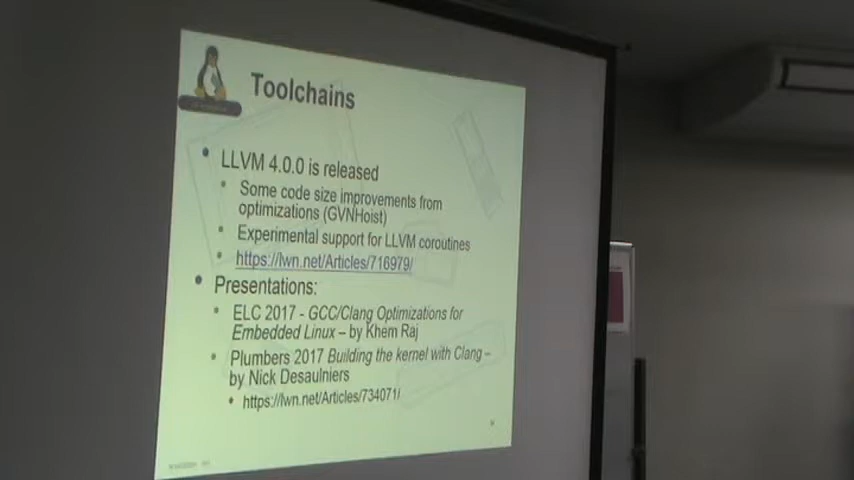 Toolchains
• LLVM 4.0.0 is released
• Some code size improvements from
optimizations (GVNHoist)
• Experimental support for LLVM coroutines
• https://lwn.net/Articles/716979/
• Presentations:
• ELC 2017 - GCC/Clang Optimizations for
Embedded Linux – by Khem Raj
• Plumbers 2017 Building the kernel with Clang –
by Nick Desaulniers
• https://lwn.net/Articles/734071/